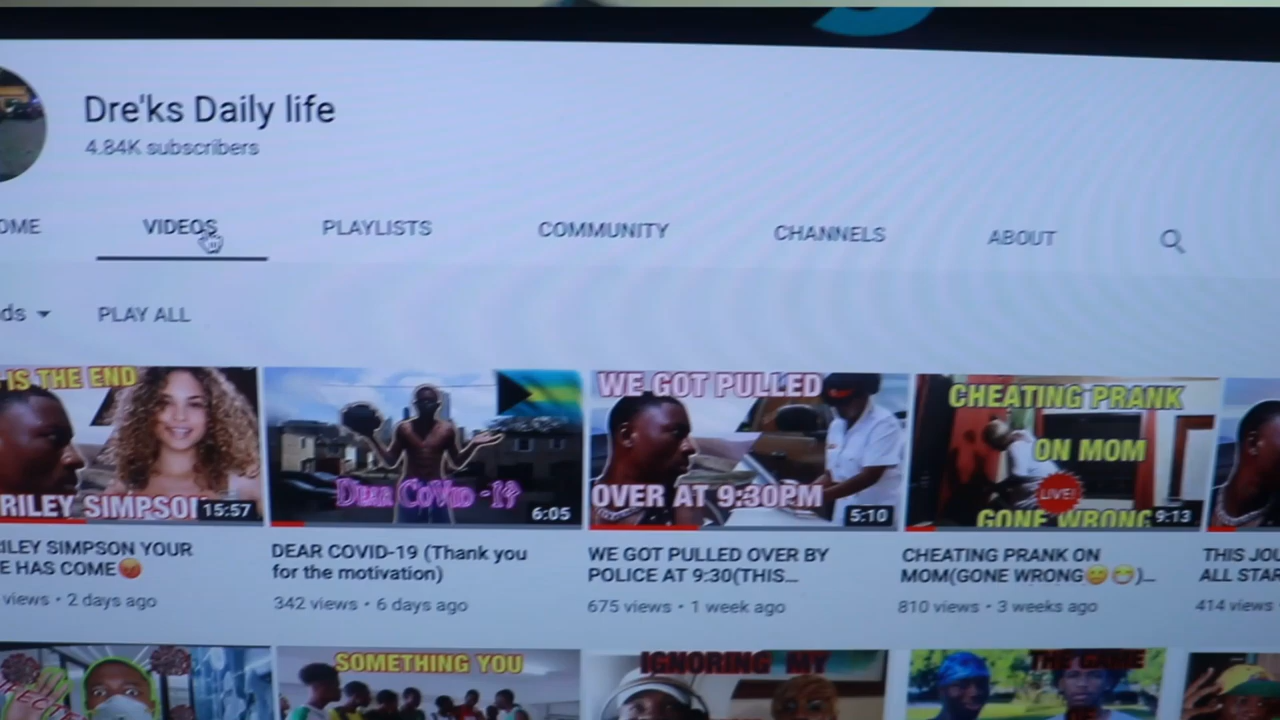 Dre'ks Daily life
4.84K subscribers
OME VIDEOS PLAYLISTS COMMUNITY CHANNELS ABOUT
ds PLAY ALL
IS THE END
RILEY SIMPSON
15:57
DEAR COVID-19
6:05
WE GOT PULLED
OVER AT 9:30PM
5:10
CHEATING PRANK
ON MOM
LIVE!
GONE WRONG
9:13
ILEY SIMPSON YOUR
E HAS COME😡
views • 2 days ago
DEAR COVID-19 (Thank you
for the motivation)
342 views • 6 days ago
WE GOT PULLED OVER BY
POLICE AT 9:30(THIS...
675 views • 1 week ago
CHEATING PRANK ON
MOM(GONE WRONG😄😁)...
810 views • 3 weeks ago
THIS JOU
ALL STAR
414 views
SOMETHING YOU
IGNORING MY
THE GAME